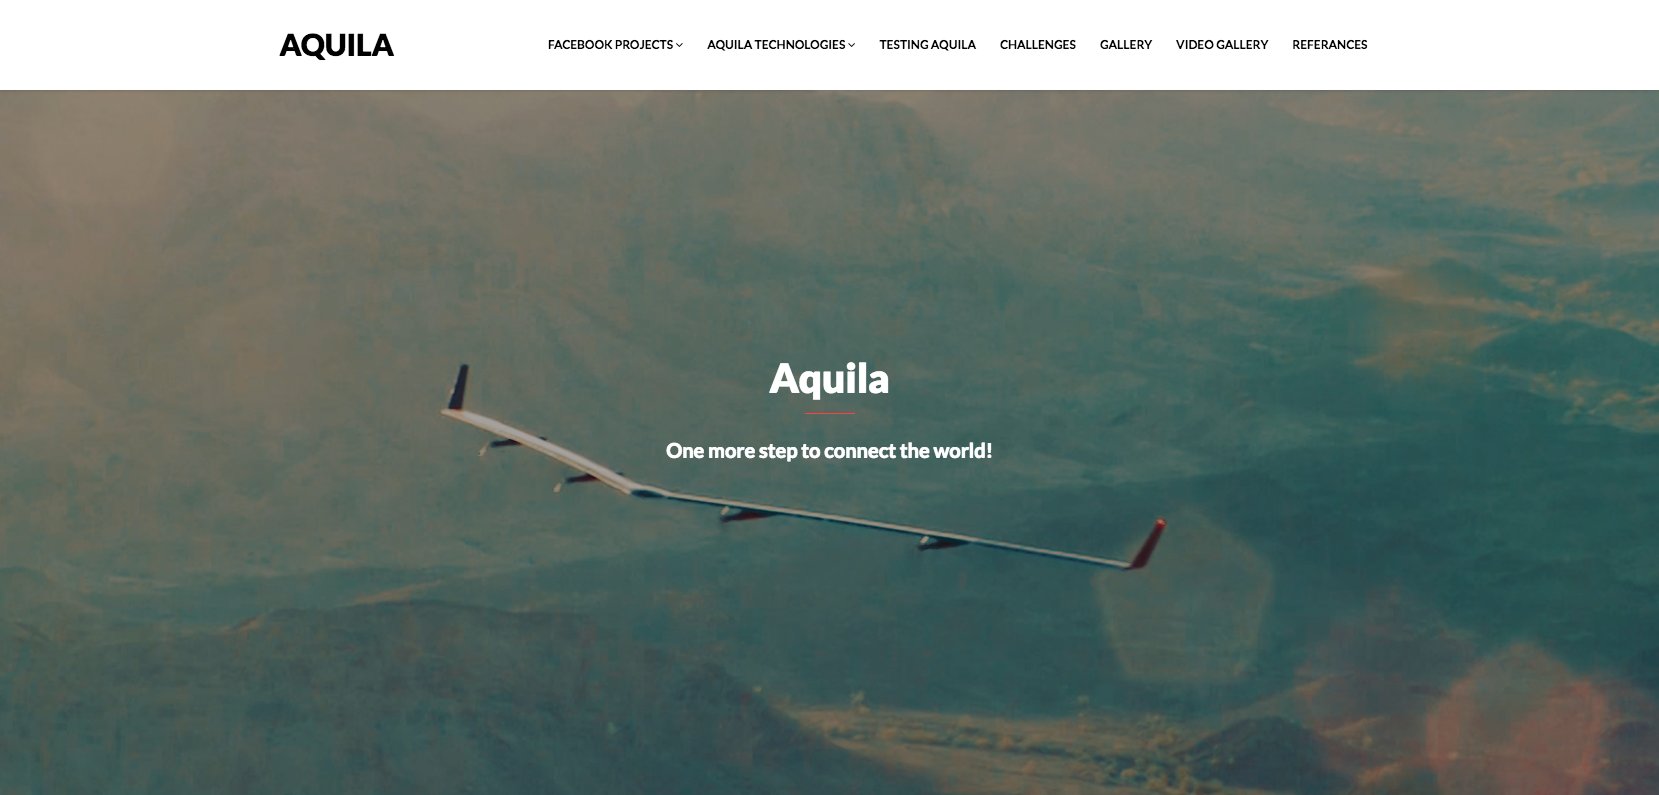 AQUILA
FACEBOOK PROJECTS AQUILA TECHNOLOGIES TESTING AQUILA CHALLENGES GALLERY VIDEO GALLERY REFERANCES
Aquila
One more step to connect the world!